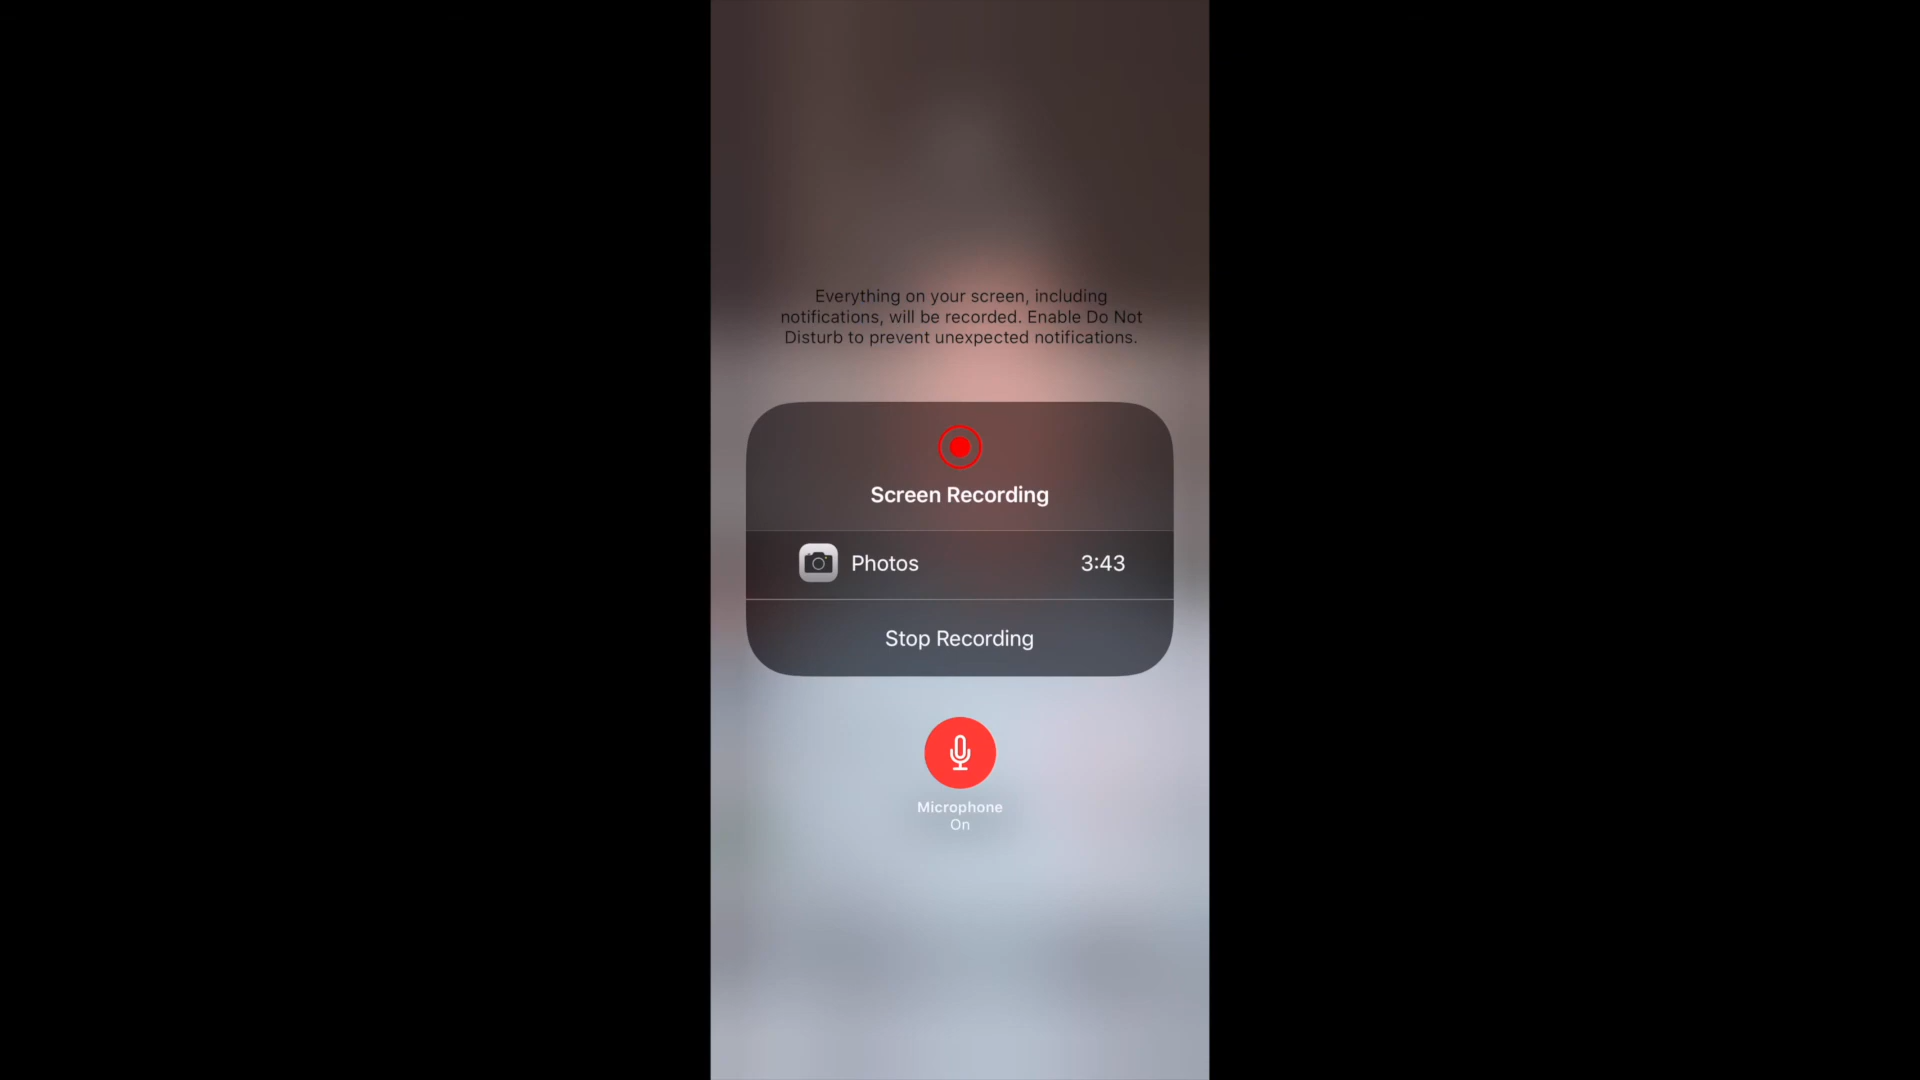 Everything on your screen, including
notifications, will be recorded. Enable Do Not
Disturb to prevent unexpected notifications.
Screen Recording
Photos 3:43
Stop Recording
Microphone
On